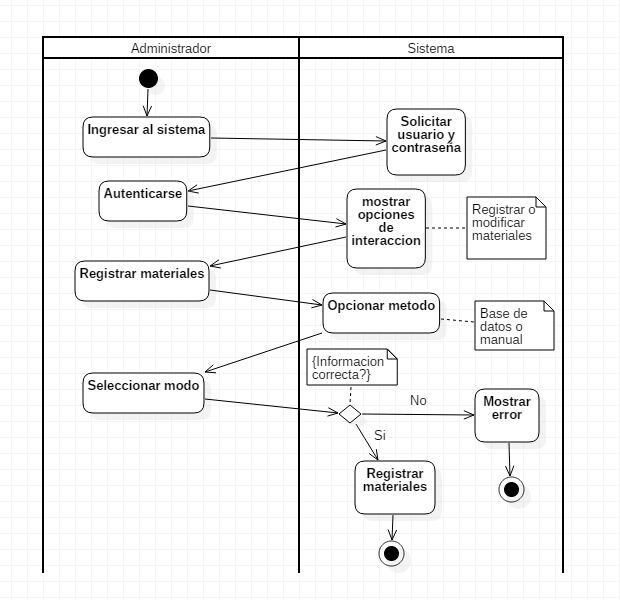 Administrador
Sistema
Ingresar al sistema
Solicitar
usuario y
contraseña
Autenticarse
mostrar
opciones
de
interaccion
Registrar o
modificar
materiales
Registrar materiales
Opcionar metodo
Base de
datos o
manual
{Informacion
correcta?}
Seleccionar modo
No
Mostrar
error
Si
Registrar
materiales